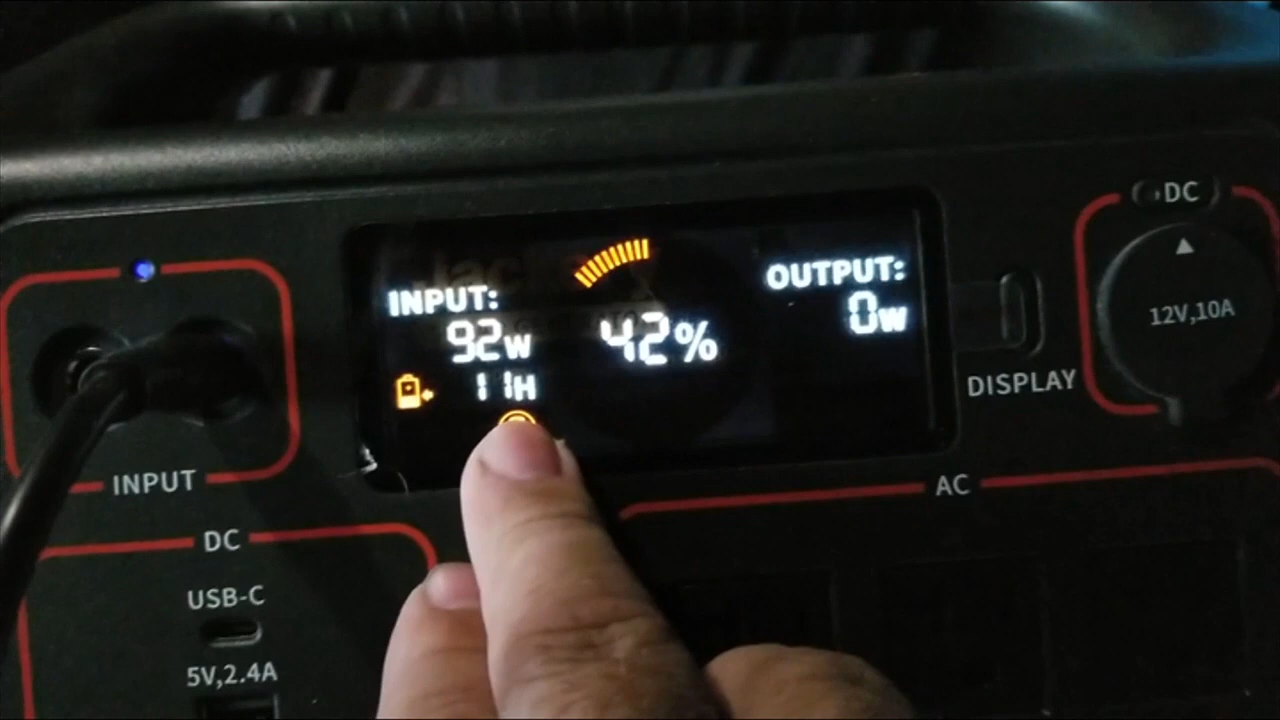 DC
12V,10A
INPUT:
92W
11H
42%
OUTPUT:
0W
DISPLAY
INPUT
AC
DC
USB-C
5V,2.4A